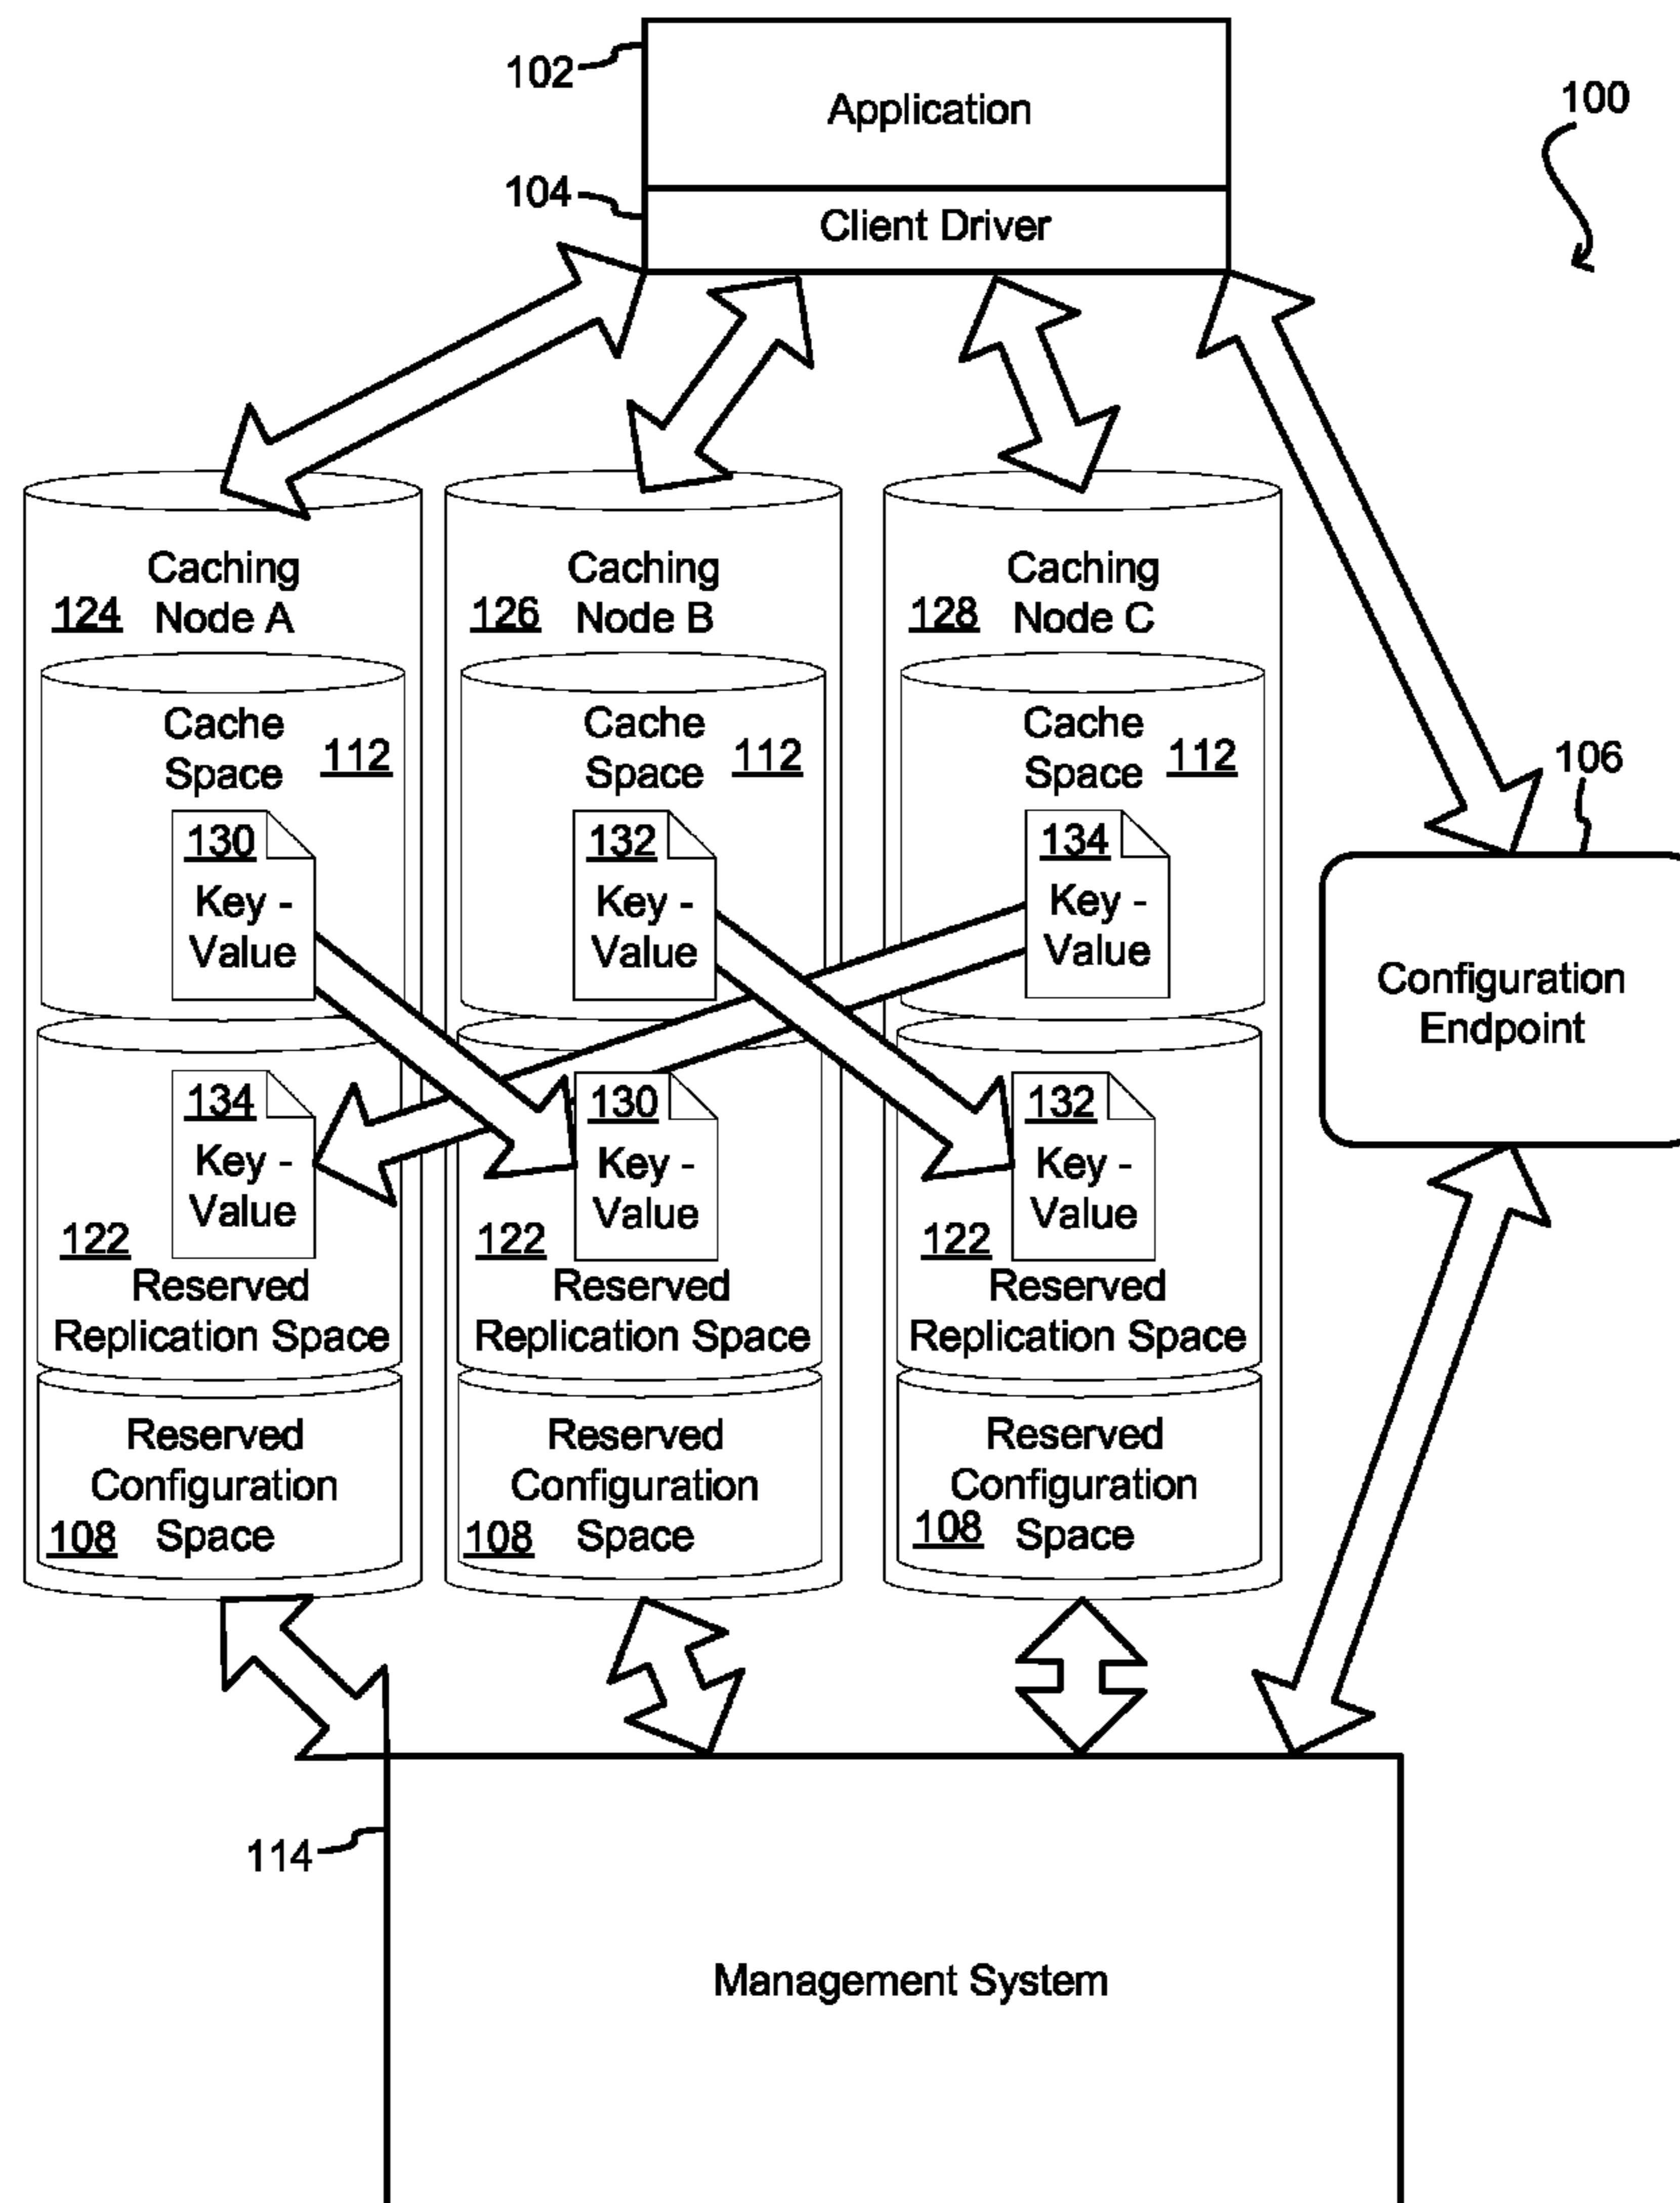 102
Application
100
104
Client Driver
Caching
124 Node A
Caching
126 Node B
Caching
128 Node C
Cache
Space 112
Cache
Space 112
Cache
Space 112
106
130
Key -
Value
132
Key -
Value
134
Key -
Value
Configuration
Endpoint
134
Key -
Value
130
Key -
Value
132
Key -
Value
122
Reserved
Replication Space
122
Reserved
Replication Space
122
Reserved
Replication Space
Reserved
Configuration
108 Space
Reserved
Configuration
108 Space
Reserved
Configuration
108 Space
114
Management System